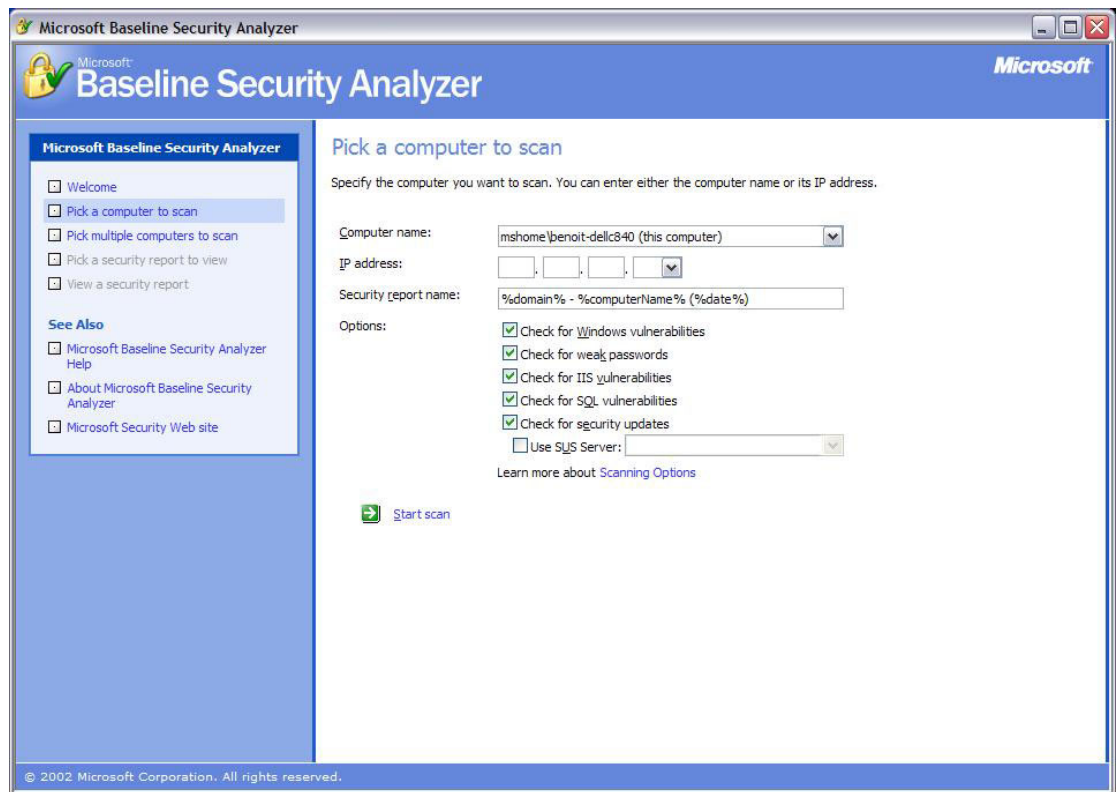 Microsoft Baseline Security Analyzer
Microsoft
Baseline Security Analyzer
Microsoft
Microsoft Baseline Security Analyzer
Welcome
Pick a computer to scan
Pick multiple computers to scan
Pick a security report to view
View a security report
See Also
Microsoft Baseline Security Analyzer
Help
About Microsoft Baseline Security
Analyzer
Microsoft Security Web site
Pick a computer to scan
Specify the computer you want to scan. You can enter either the computer name or its IP address.
Computer name: mshome\benoit-dellc840 (this computer)
IP address: . . .
Security report name: %domain% - %computerName% (%date%)
Options:
Check for Windows vulnerabilities
Check for weak passwords
Check for IIS vulnerabilities
Check for SQL vulnerabilities
Check for security updates
Use SUS Server:
Learn more about Scanning Options
Start scan
© 2002 Microsoft Corporation. All rights reserved.